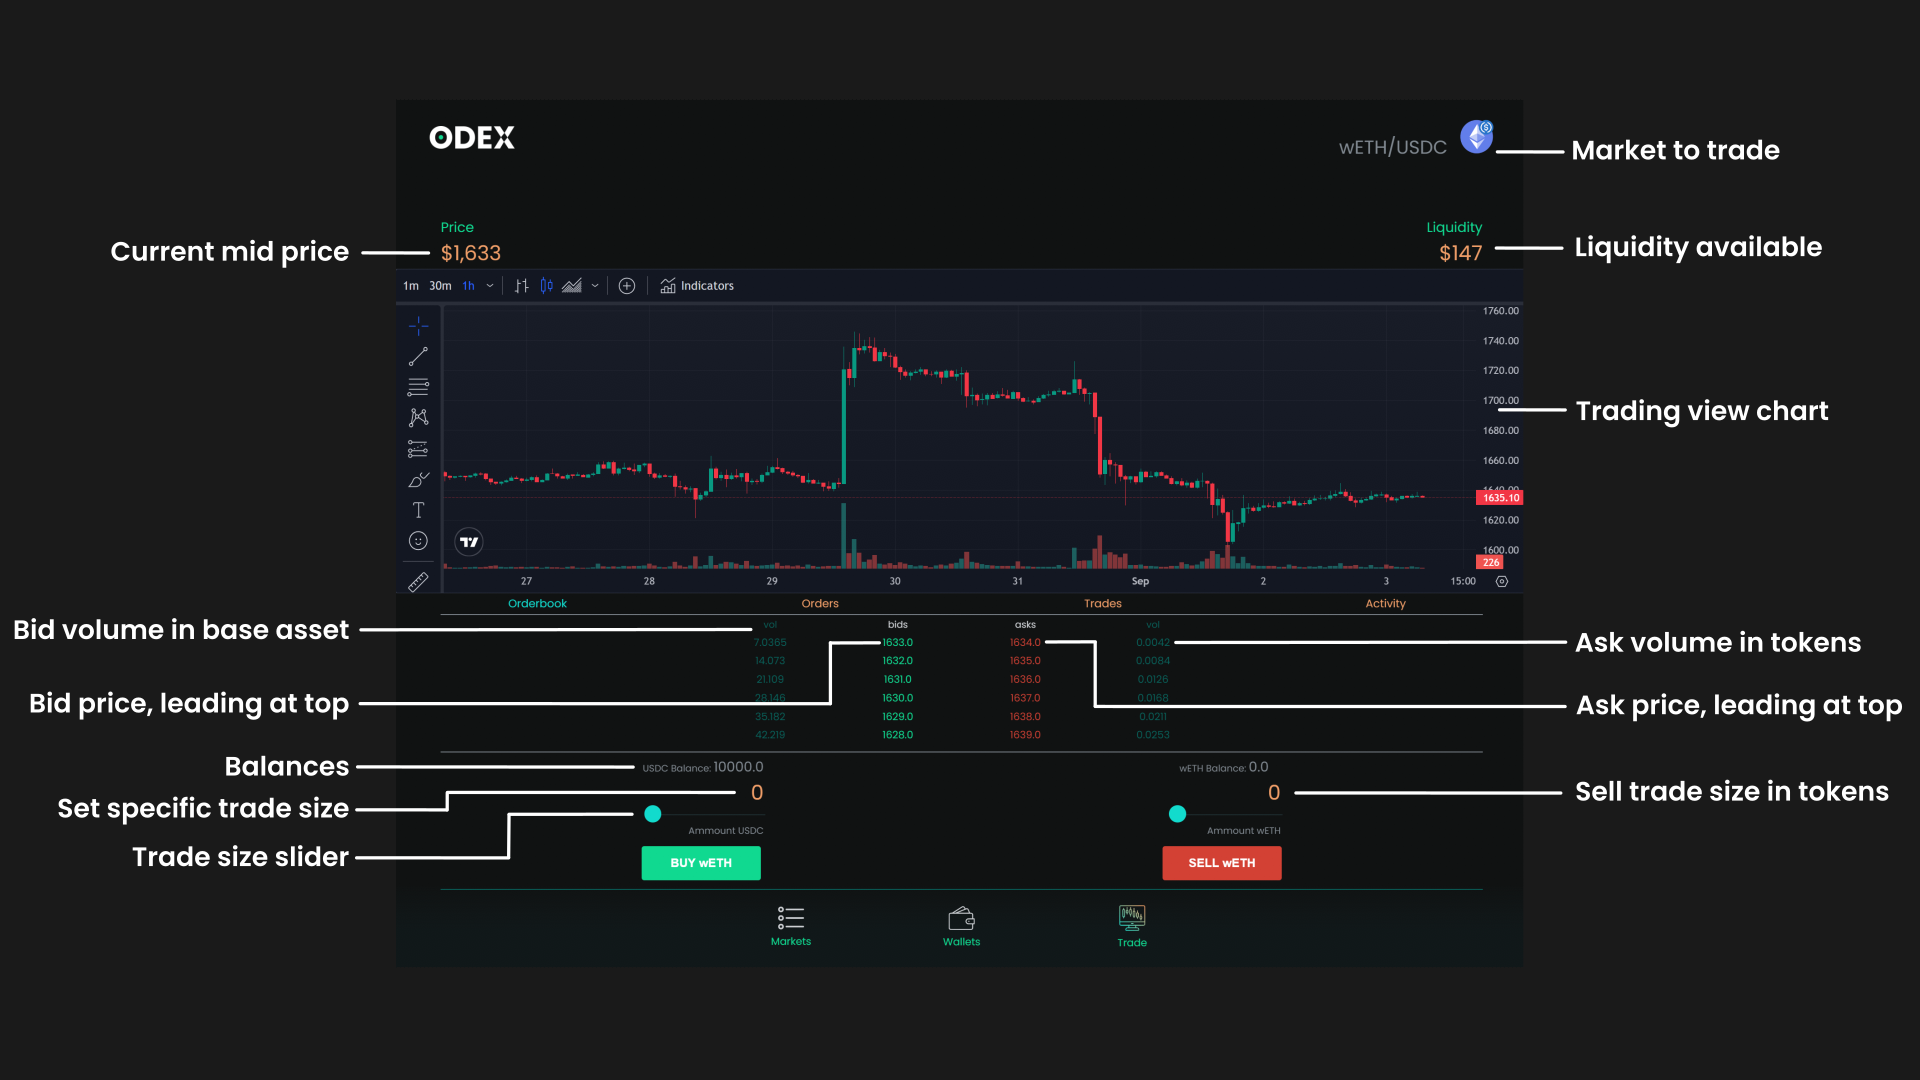 ODEX
wETH/USDC
Market to trade
Price
Liquidity
Current mid price
$1,633
$147
Liquidity available
1m 30m 1h Indicators
1760.00
1740.00
1720.00
1700.00
Trading view chart
1680.00
1660.00
1640.00
1635.10
1620.00
1600.00
226
27 28 29 30 31 Sep 2 3 15:00
Orderbook Orders Trades Activity
Bid volume in base asset
vol bids asks vol
7.0365 1633.0 1634.0 0.0042
Ask volume in tokens
14.073 1632.0 1635.0 0.0084
21.109 1631.0 1636.0 0.0126
28.146 1630.0 1637.0 0.0168
Bid price, leading at top
Ask price, leading at top
35.182 1629.0 1638.0 0.0211
42.219 1628.0 1639.0 0.0253
Balances
USDC Balance: 10000.0
wETH Balance: 0.0
Set specific trade size
0
0
Sell trade size in tokens
Trade size slider
Ammount USDC
Ammount wETH
BUY wETH
SELL wETH
Markets Wallets Trade